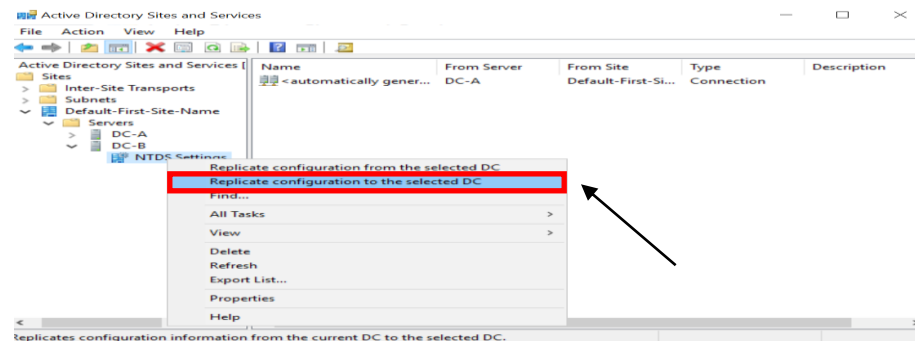 Active Directory Sites and Services
File Action View Help
Active Directory Sites and Services [
Name From Server From Site Type Description
Sites
<automatically gener... DC-A Default-First-Si... Connection
Inter-Site Transports
Subnets
Default-First-Site-Name
Servers
DC-A
DC-B
NTDS Settings
Replicate configuration from the selected DC
Replicate configuration to the selected DC
Find...
All Tasks >
View >
Delete
Refresh
Export List...
Properties
Help
Replicates configuration information from the current DC to the selected DC.